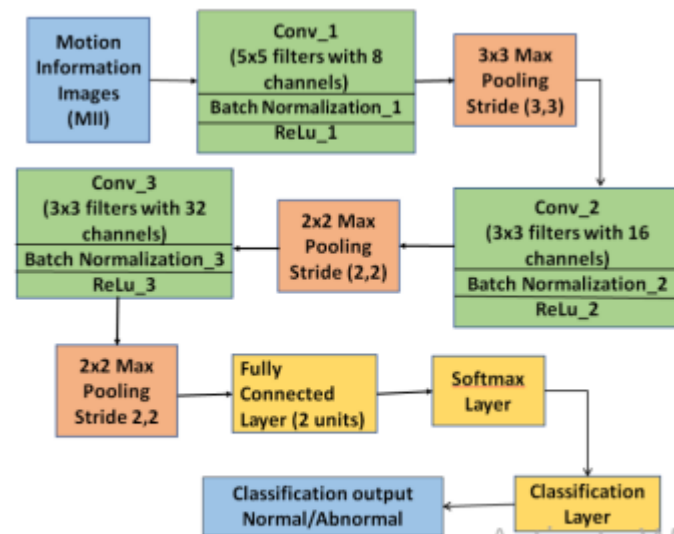 Motion
Information
Images
(MII)
Conv_1
(5x5 filters with 8
channels)
Batch Normalization_1
ReLu_1
3x3 Max
Pooling
Stride (3,3)
Conv_3
(3x3 filters with 32
channels)
Batch Normalization_3
ReLu_3
2x2 Max
Pooling
Stride (2,2)
Conv_2
(3x3 filters with 16
channels)
Batch Normalization_2
ReLu_2
2x2 Max
Pooling
Stride 2,2
Fully
Connected
Layer (2 units)
Softmax
Layer
Classification output
Normal/Abnormal
Classification
Layer